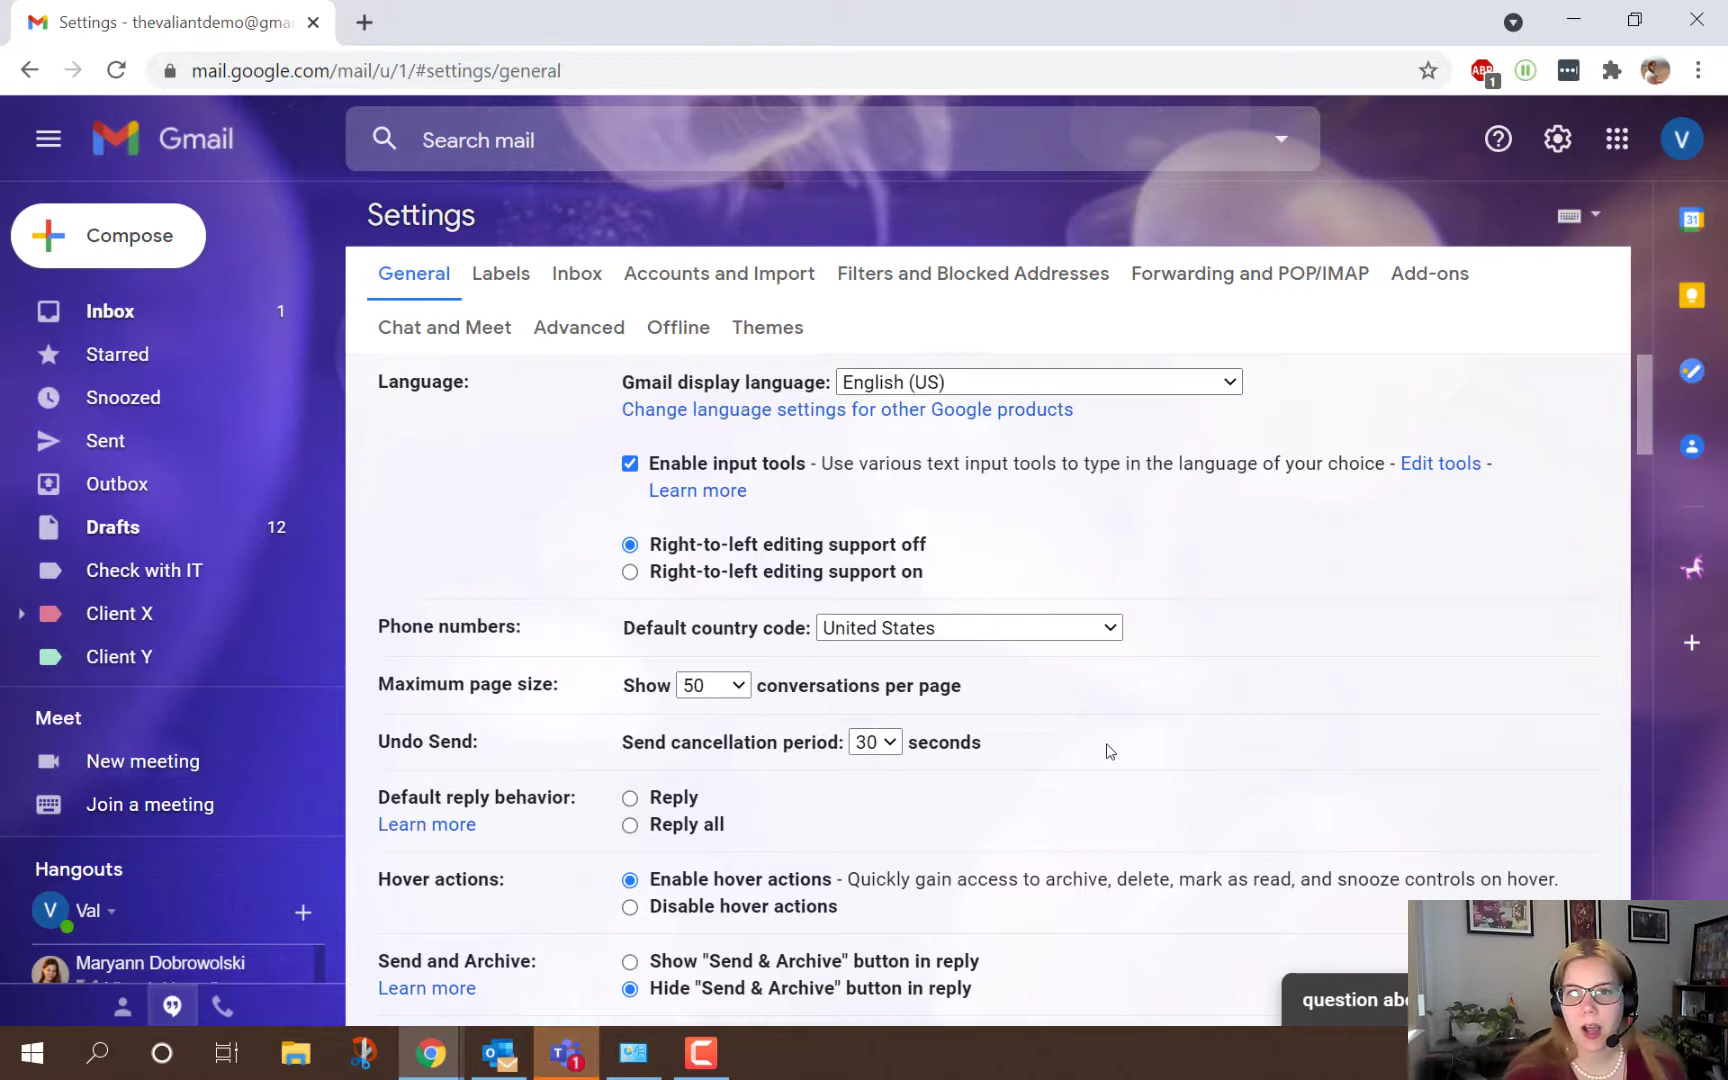 Settings - thevaliantdemo@gma
mail.google.com/mail/u/1/#settings/general
ABP
1
Gmail
Search mail
V
Compose
Settings
31
General Labels Inbox Accounts and Import Filters and Blocked Addresses Forwarding and POP/IMAP Add-ons
Chat and Meet Advanced Offline Themes
Inbox 1
Starred
Snoozed
Sent
Outbox
Drafts 12
Check with IT
Client X
Client Y
Meet
New meeting
Join a meeting
Hangouts
V Val
Maryann Dobrowolski
Language: Gmail display language: English (US)
Change language settings for other Google products
Enable input tools - Use various text input tools to type in the language of your choice - Edit tools -
Learn more
Right-to-left editing support off
Right-to-left editing support on
Phone numbers: Default country code: United States
Maximum page size: Show 50 conversations per page
Undo Send: Send cancellation period: 30 seconds
Default reply behavior: Reply
Learn more Reply all
Hover actions: Enable hover actions - Quickly gain access to archive, delete, mark as read, and snooze controls on hover.
Disable hover actions
Send and Archive: Show "Send & Archive" button in reply
Learn more Hide "Send & Archive" button in reply
question abo
1